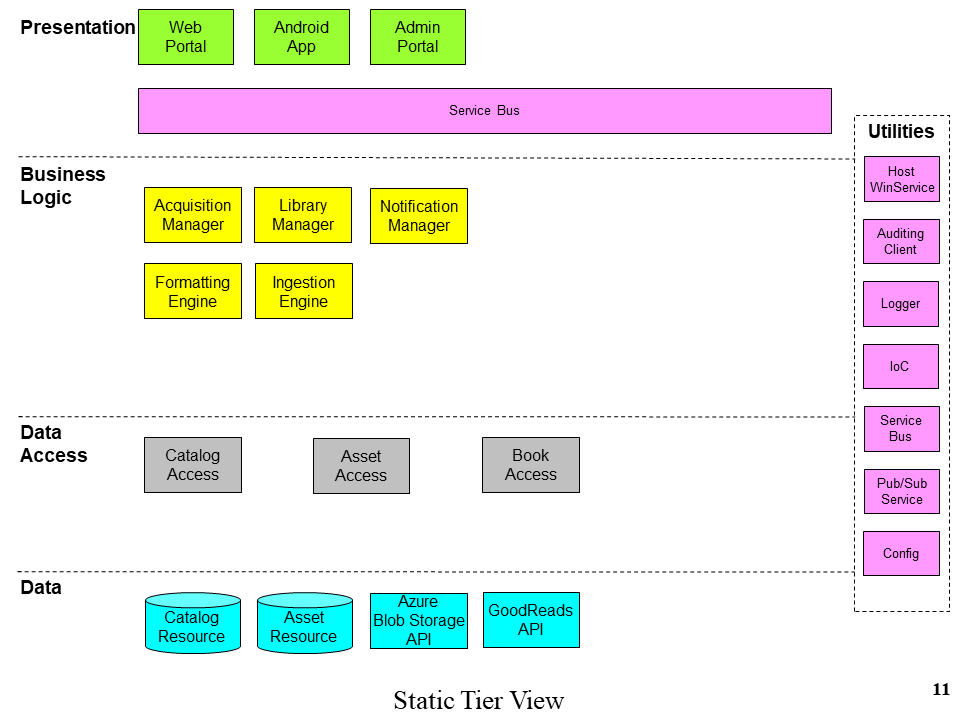 Presentation
Web
Portal
Android
App
Admin
Portal
Service Bus
Utilities
Host
WinService
Auditing
Client
Logger
IoC
Service
Bus
Pub/Sub
Service
Config
Business
Logic
Acquisition
Manager
Library
Manager
Notification
Manager
Formatting
Engine
Ingestion
Engine
Data
Access
Catalog
Access
Asset
Access
Book
Access
Data
Catalog
Resource
Asset
Resource
Azure
Blob Storage
API
GoodReads
API
Static Tier View
11